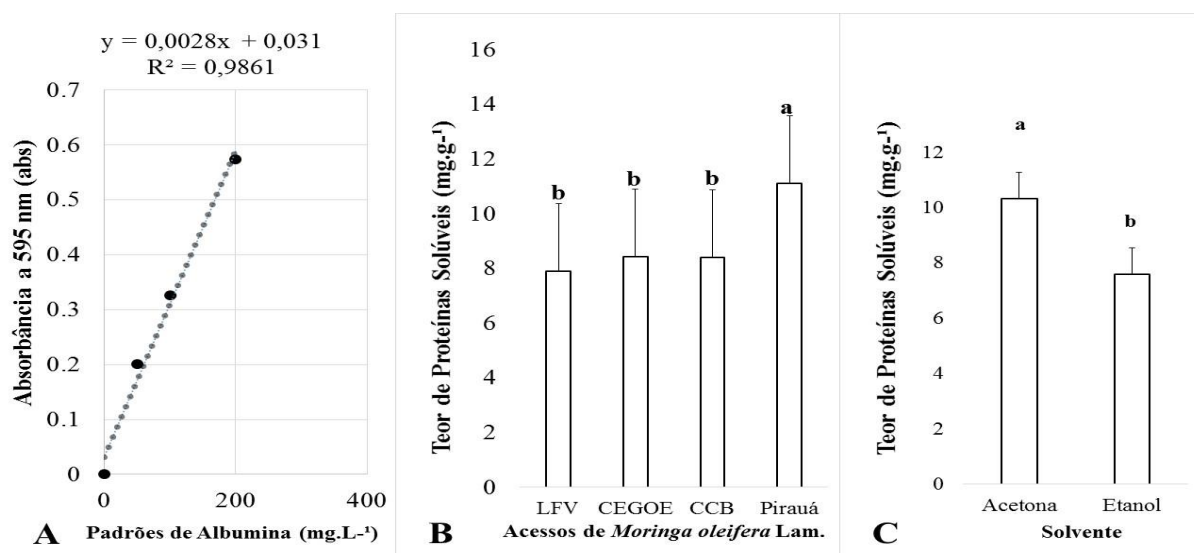 y = 0,0028x + 0,031
R² = 0,9861
0.7
0.6
0.5
0.4
0.3
0.2
0.1
0
0 200 400
Absorbância a 595 nm (abs)
A Padrões de Albumina (mg.L-¹)
16
14
12
10
8
6
4
2
0
b b b a
LFV CEGOE CCB Pirauá
Teor de Proteínas Solúveis (mg.g-¹)
B Acessos de Moringa oleifera Lam.
12
10
8
6
4
2
0
a
b
Acetona Etanol
Teor de Proteínas Solúveis (mg.g-¹)
C Solvente